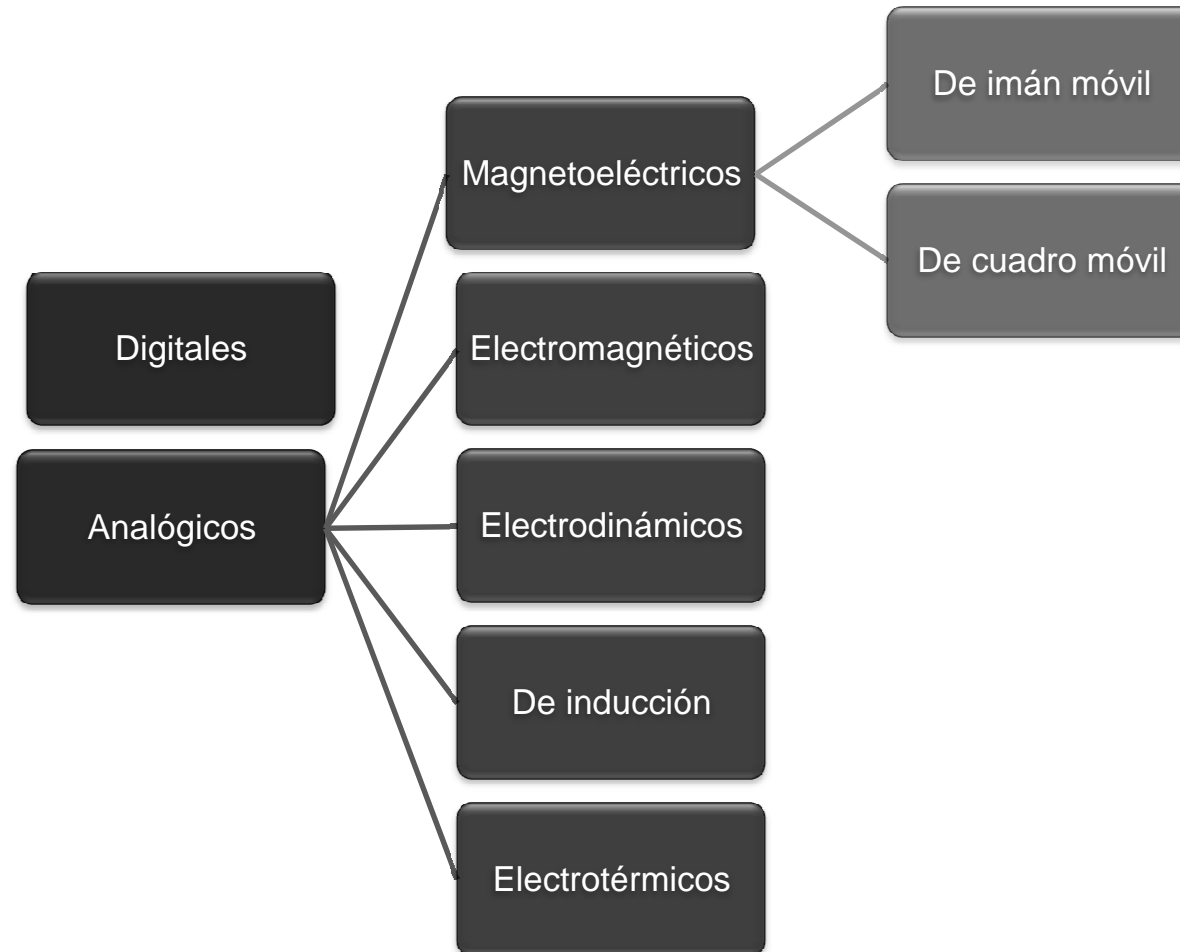 Digitales
Analógicos
Magnetoeléctricos
De imán móvil
De cuadro móvil
Electromagnéticos
Electrodinámicos
De inducción
Electrotérmicos